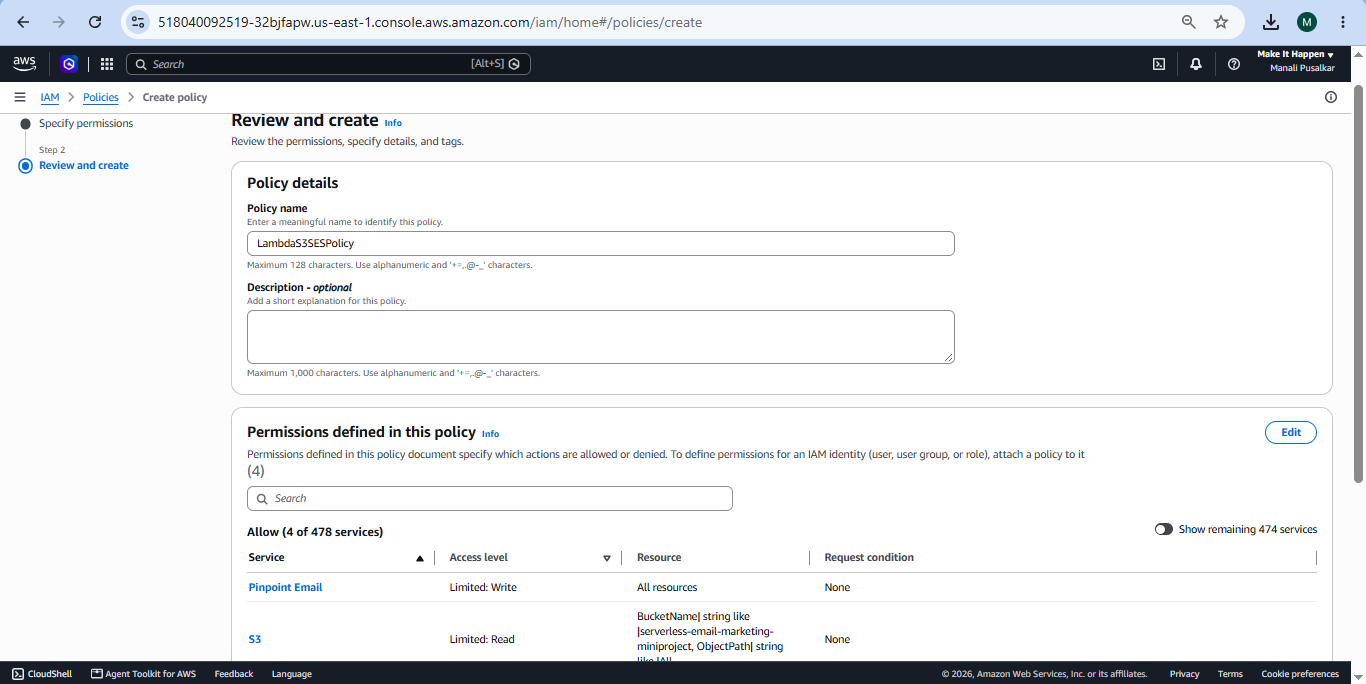 518040092519-32bjfapw.us-east-1.console.aws.amazon.com/iam/home#/policies/create
M
aws
Search
[Alt+S]
Make It Happen
Manali Pusalkar
IAM
Policies
Create policy
Specify permissions
Step 2
Review and create
Review and create Info
Review the permissions, specify details, and tags.
Policy details
Policy name
Enter a meaningful name to identify this policy.
LambdaS3SESPolicy
Maximum 128 characters. Use alphanumeric and '+=,.@-_' characters.
Description - optional
Add a short explanation for this policy.
Maximum 1,000 characters. Use alphanumeric and '+=,.@-_' characters.
Permissions defined in this policy Info
Edit
Permissions defined in this policy document specify which actions are allowed or denied. To define permissions for an IAM identity (user, user group, or role), attach a policy to it
(4)
Search
Allow (4 of 478 services)
Show remaining 474 services
Service
Access level
Resource
Request condition
Pinpoint Email
Limited: Write
All resources
None
S3
Limited: Read
BucketName| string like
|serverless-email-marketing-
miniproject, ObjectPath| string
like |All
None
CloudShell
Agent Toolkit for AWS
Feedback
Language
© 2026, Amazon Web Services, Inc. or its affiliates.
Privacy
Terms
Cookie preferences